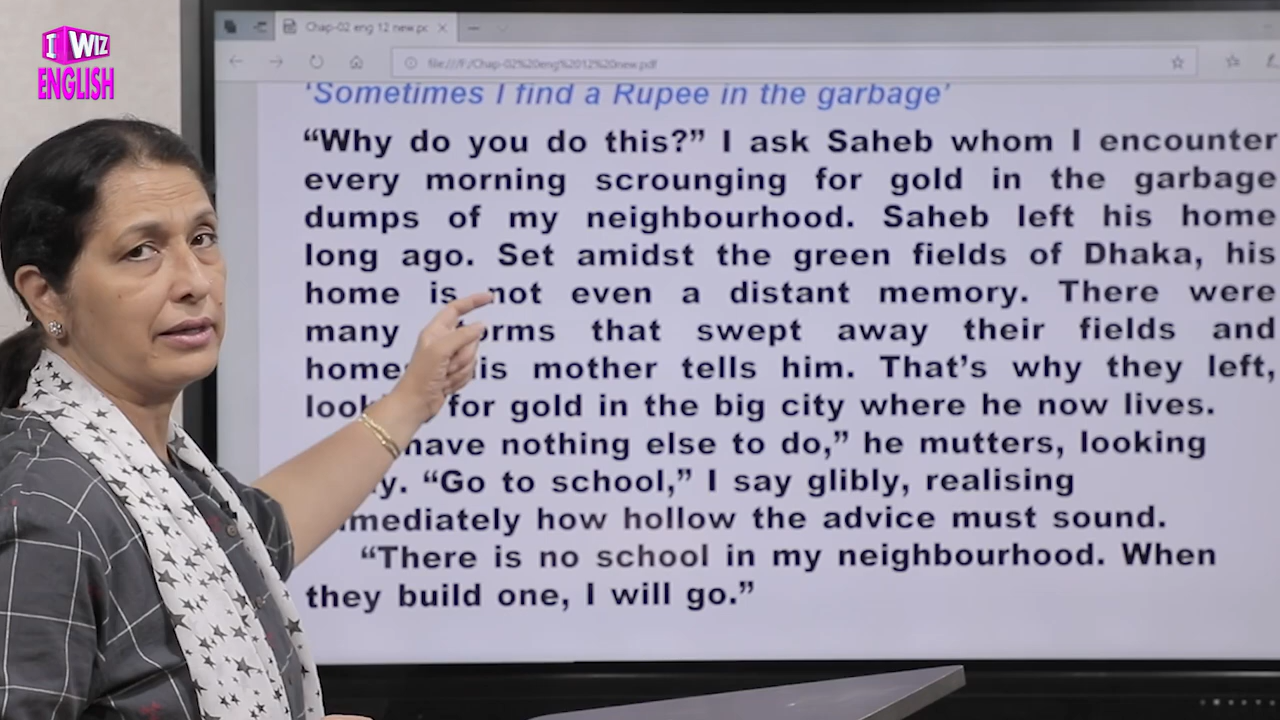 I WIZ
ENGLISH
Chap-02 eng 12 new.pc
file:///F:/Chap-02%20eng%2012%20new.pdf
‘Sometimes I find a Rupee in the garbage’
“Why do you do this?” I ask Saheb whom I encounter
every morning scrounging for gold in the garbage
dumps of my neighbourhood. Saheb left his home
long ago. Set amidst the green fields of Dhaka, his
home is not even a distant memory. There were
many that swept away their fields and
mother tells him. That’s why they left,
for gold in the big city where he now lives.
have nothing else to do,” he mutters, looking
“Go to school,” I say glibly, realising
how hollow the advice must sound.
“There is no school in my neighbourhood. When
they build one, I will go.”